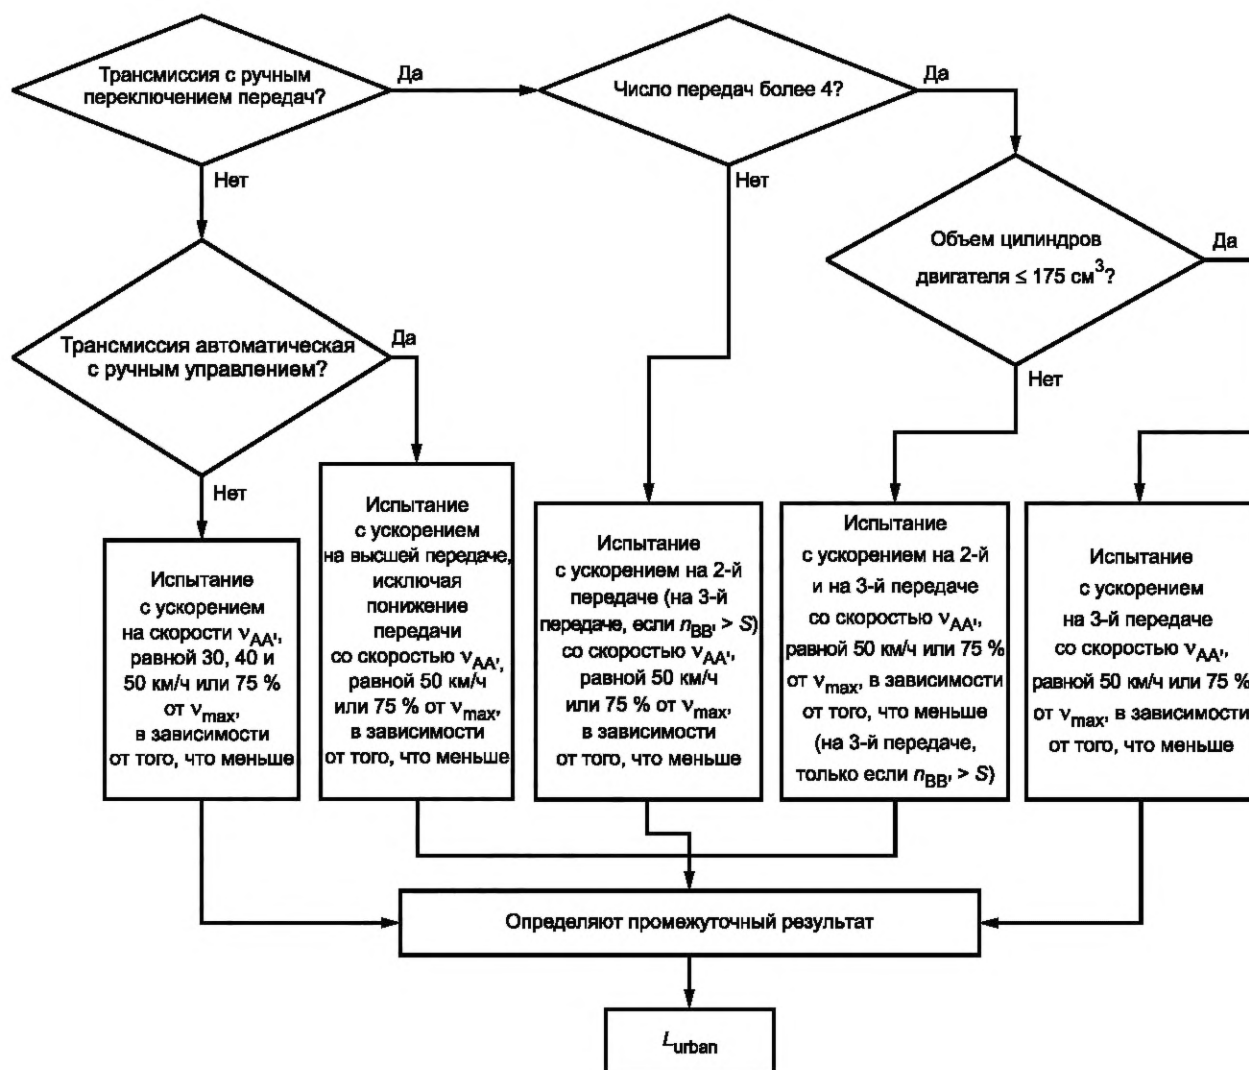 Трансмиссия с ручным
переключением передач?
Да
Число передач более 4?
Да
Нет
Нет
Объем цилиндров
двигателя ≤ 175 см³?
Да
Нет
Трансмиссия автоматическая
с ручным управлением?
Да
Нет
Испытание
с ускорением
на скорости v_AA',
равной 30, 40 и
50 км/ч или 75 %
от v_max,
в зависимости
от того, что меньше
Испытание
с ускорением
на высшей передаче,
исключая
понижение
передачи
со скоростью v_AA',
равной 50 км/ч
или 75 % от v_max,
в зависимости
от того, что меньше
Испытание
с ускорением на 2-й
передаче (на 3-й
передаче, если n_BB' > S)
со скоростью v_AA',
равной 50 км/ч
или 75 % от v_max,
в зависимости
от того, что меньше
Испытание
с ускорением на 2-й
и на 3-й передаче
со скоростью v_AA',
равной 50 км/ч или 75 %
от v_max, в зависимости
от того, что меньше
(на 3-й передаче,
только если n_BB' > S)
Испытание
с ускорением
на 3-й передаче
со скоростью v_AA',
равной 50 км/ч или 75 %
от v_max, в зависимости
от того, что меньше
Определяют промежуточный результат
L_urban